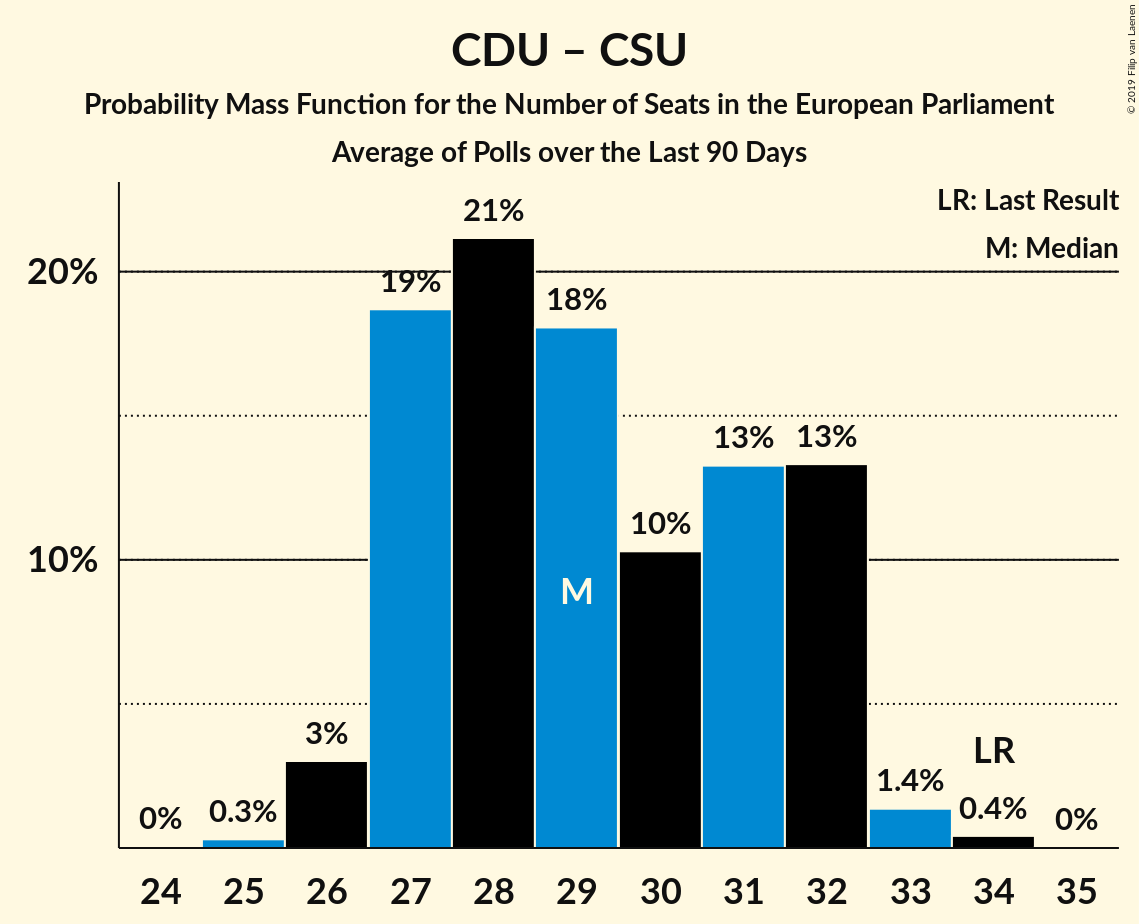 CDU – CSU
Probability Mass Function for the Number of Seats in the European Parliament
Average of Polls over the Last 90 Days
© 2019 Filip van Laenen
LR: Last Result
M: Median
20%
10%
0%
0.3%
3%
19%
21%
18%
10%
13%
13%
1.4%
0.4%
0%
M
LR
24 25 26 27 28 29 30 31 32 33 34 35